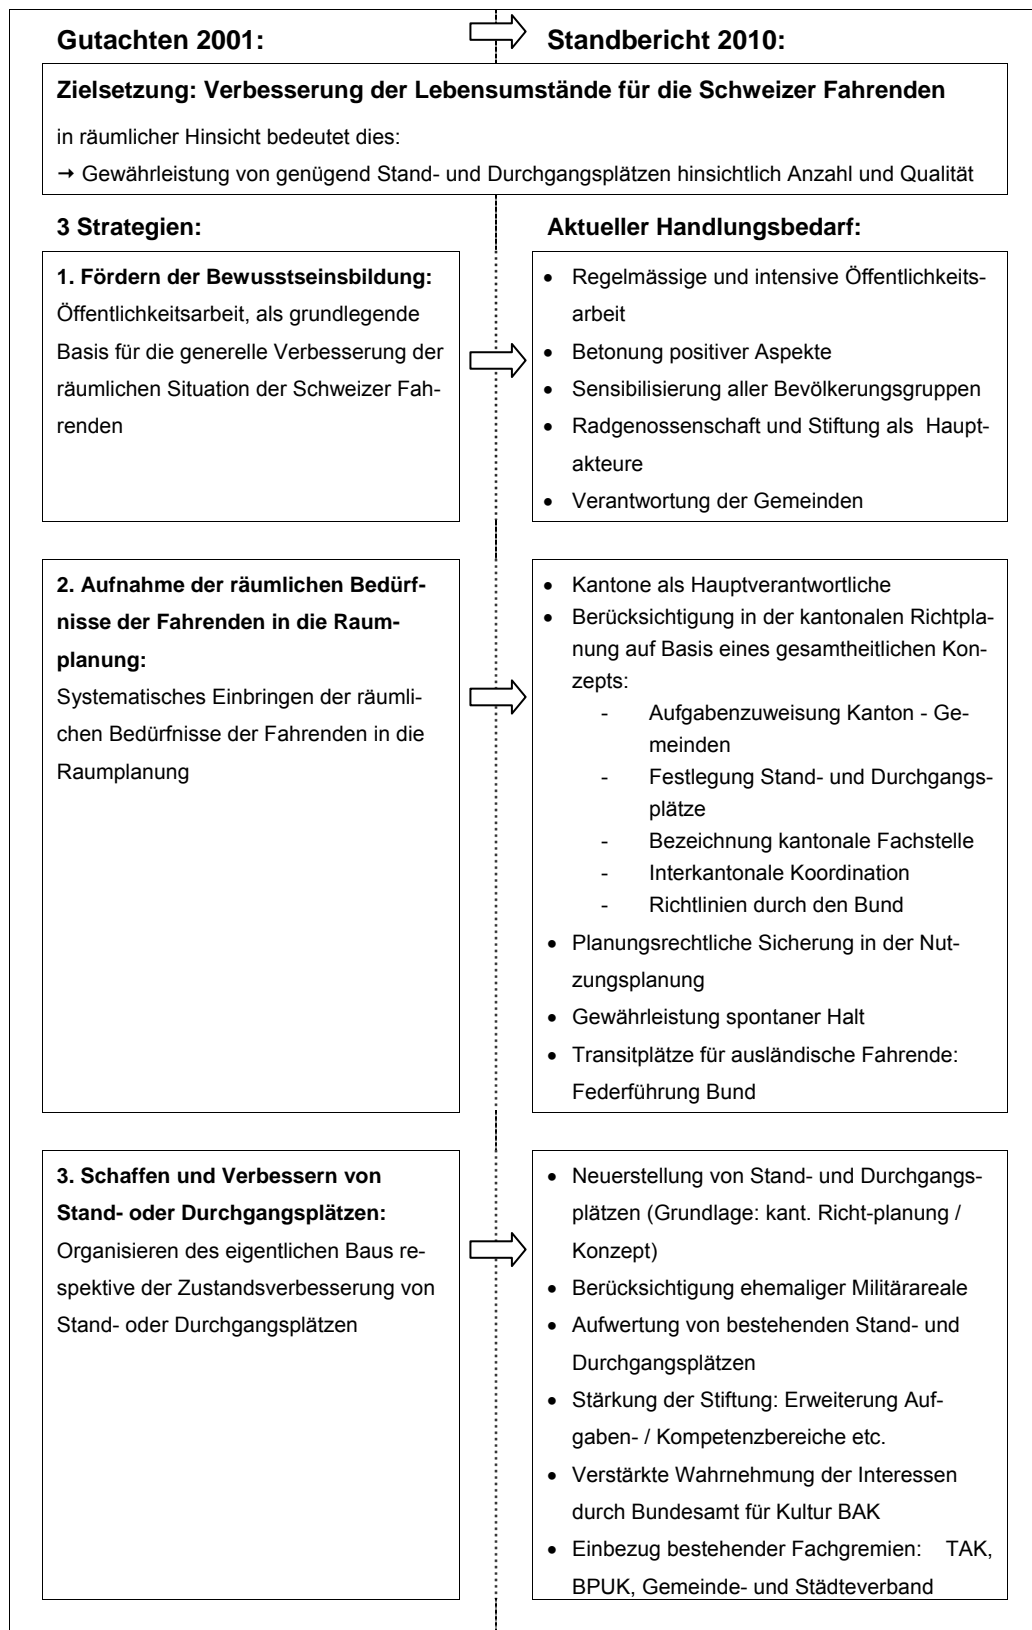 Gutachten 2001:
Standbericht 2010:
Zielsetzung: Verbesserung der Lebensumstände für die Schweizer Fahrenden
in räumlicher Hinsicht bedeutet dies:
→ Gewährleistung von genügend Stand- und Durchgangsplätzen hinsichtlich Anzahl und Qualität
3 Strategien:
Aktueller Handlungsbedarf:
1. Fördern der Bewusstseinsbildung:
Öffentlichkeitsarbeit, als grundlegende
Basis für die generelle Verbesserung der
räumlichen Situation der Schweizer Fah-
renden
• Regelmässige und intensive Öffentlichkeits-
arbeit
• Betonung positiver Aspekte
• Sensibilisierung aller Bevölkerungsgruppen
• Radgenossenschaft und Stiftung als Haupt-
akteure
• Verantwortung der Gemeinden
2. Aufnahme der räumlichen Bedürf-
nisse der Fahrenden in die Raum-
planung:
Systematisches Einbringen der räumli-
chen Bedürfnisse der Fahrenden in die
Raumplanung
• Kantone als Hauptverantwortliche
• Berücksichtigung in der kantonalen Richtpla-
nung auf Basis eines gesamtheitlichen Kon-
zepts:
- Aufgabenzuweisung Kanton - Ge-
meinden
- Festlegung Stand- und Durchgangs-
plätze
- Bezeichnung kantonale Fachstelle
- Interkantonale Koordination
- Richtlinien durch den Bund
• Planungsrechtliche Sicherung in der Nut-
zungsplanung
• Gewährleistung spontaner Halt
• Transitplätze für ausländische Fahrende:
Federführung Bund
3. Schaffen und Verbessern von
Stand- oder Durchgangsplätzen:
Organisieren des eigentlichen Baus re-
spektive der Zustandsverbesserung von
Stand- oder Durchgangsplätzen
• Neuerstellung von Stand- und Durchgangs-
plätzen (Grundlage: kant. Richt-planung /
Konzept)
• Berücksichtigung ehemaliger Militärareale
• Aufwertung von bestehenden Stand- und
Durchgangsplätzen
• Stärkung der Stiftung: Erweiterung Auf-
gaben- / Kompetenzbereiche etc.
• Verstärkte Wahrnehmung der Interessen
durch Bundesamt für Kultur BAK
• Einbezug bestehender Fachgremien: TAK,
BPUK, Gemeinde- und Städteverband